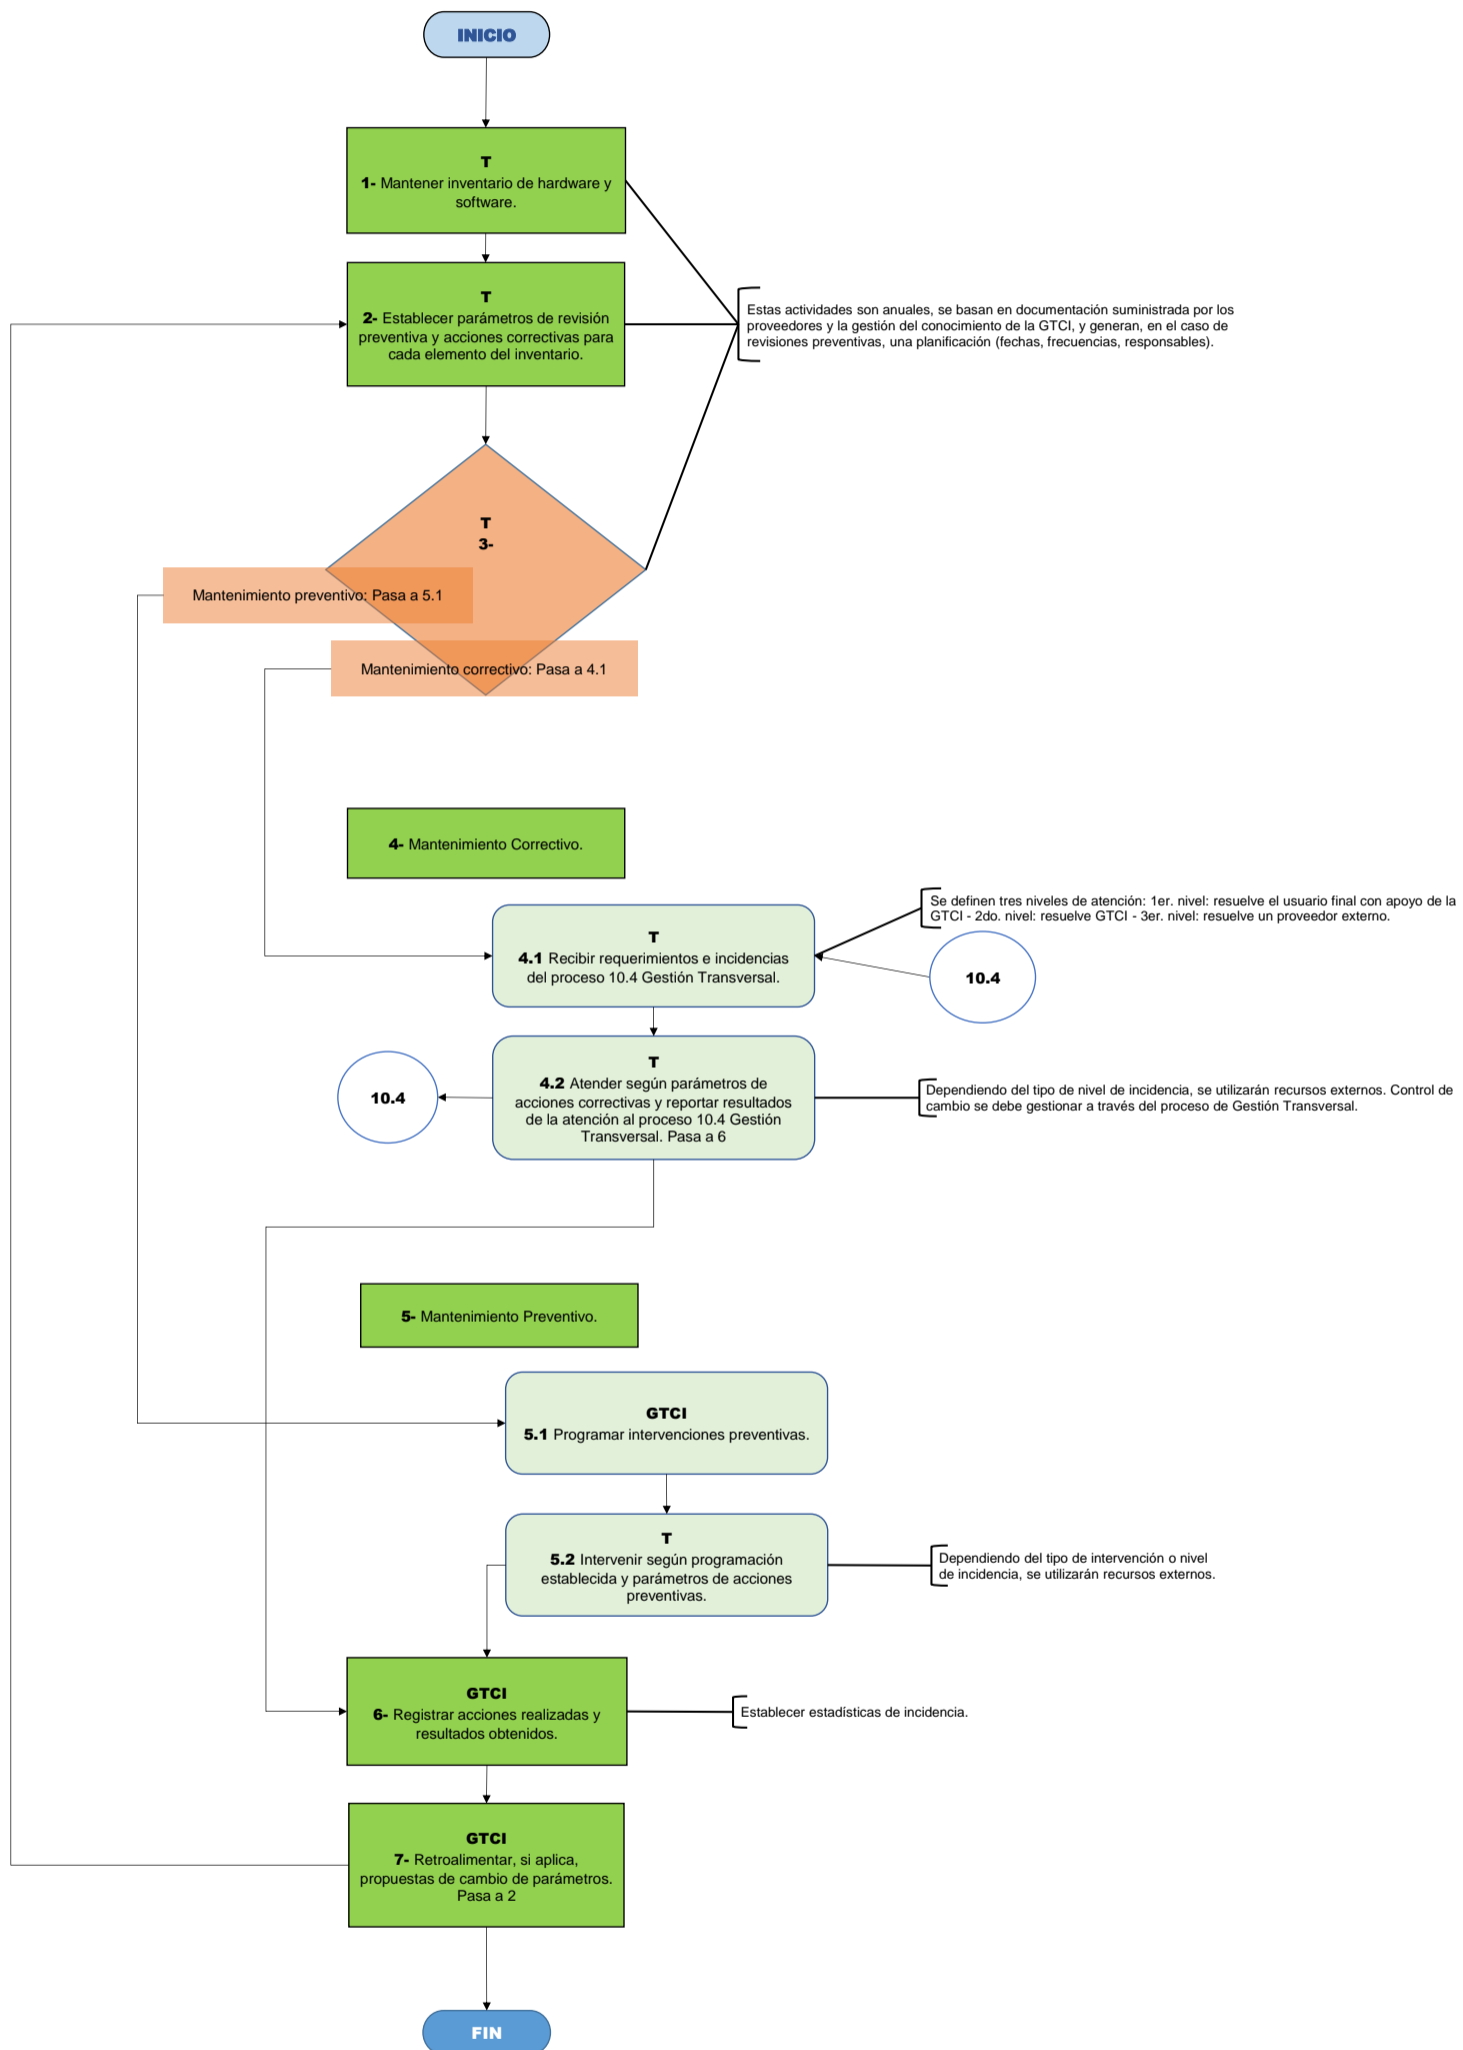 INICIO
T
1- Mantener inventario de hardware y
software.
T
2- Establecer parámetros de revisión
preventiva y acciones correctivas para
cada elemento del inventario.
Estas actividades son anuales, se basan en documentación suministrada por los
proveedores y la gestión del conocimiento de la GTCI, y generan, en el caso de
revisiones preventivas, una planificación (fechas, frecuencias, responsables).
T
3-
Mantenimiento preventivo: Pasa a 5.1
Mantenimiento correctivo: Pasa a 4.1
4- Mantenimiento Correctivo.
Se definen tres niveles de atención: 1er. nivel: resuelve el usuario final con apoyo de la
GTCI - 2do. nivel: resuelve GTCI - 3er. nivel: resuelve un proveedor externo.
T
4.1 Recibir requerimientos e incidencias
del proceso 10.4 Gestión Transversal.
10.4
T
4.2 Atender según parámetros de
acciones correctivas y reportar resultados
de la atención al proceso 10.4 Gestión
Transversal. Pasa a 6
10.4
Dependiendo del tipo de nivel de incidencia, se utilizarán recursos externos. Control de
cambio se debe gestionar a través del proceso de Gestión Transversal.
5- Mantenimiento Preventivo.
GTCI
5.1 Programar intervenciones preventivas.
T
5.2 Intervenir según programación
establecida y parámetros de acciones
preventivas.
Dependiendo del tipo de intervención o nivel
de incidencia, se utilizarán recursos externos.
GTCI
6- Registrar acciones realizadas y
resultados obtenidos.
Establecer estadísticas de incidencia.
GTCI
7- Retroalimentar, si aplica,
propuestas de cambio de parámetros.
Pasa a 2
FIN